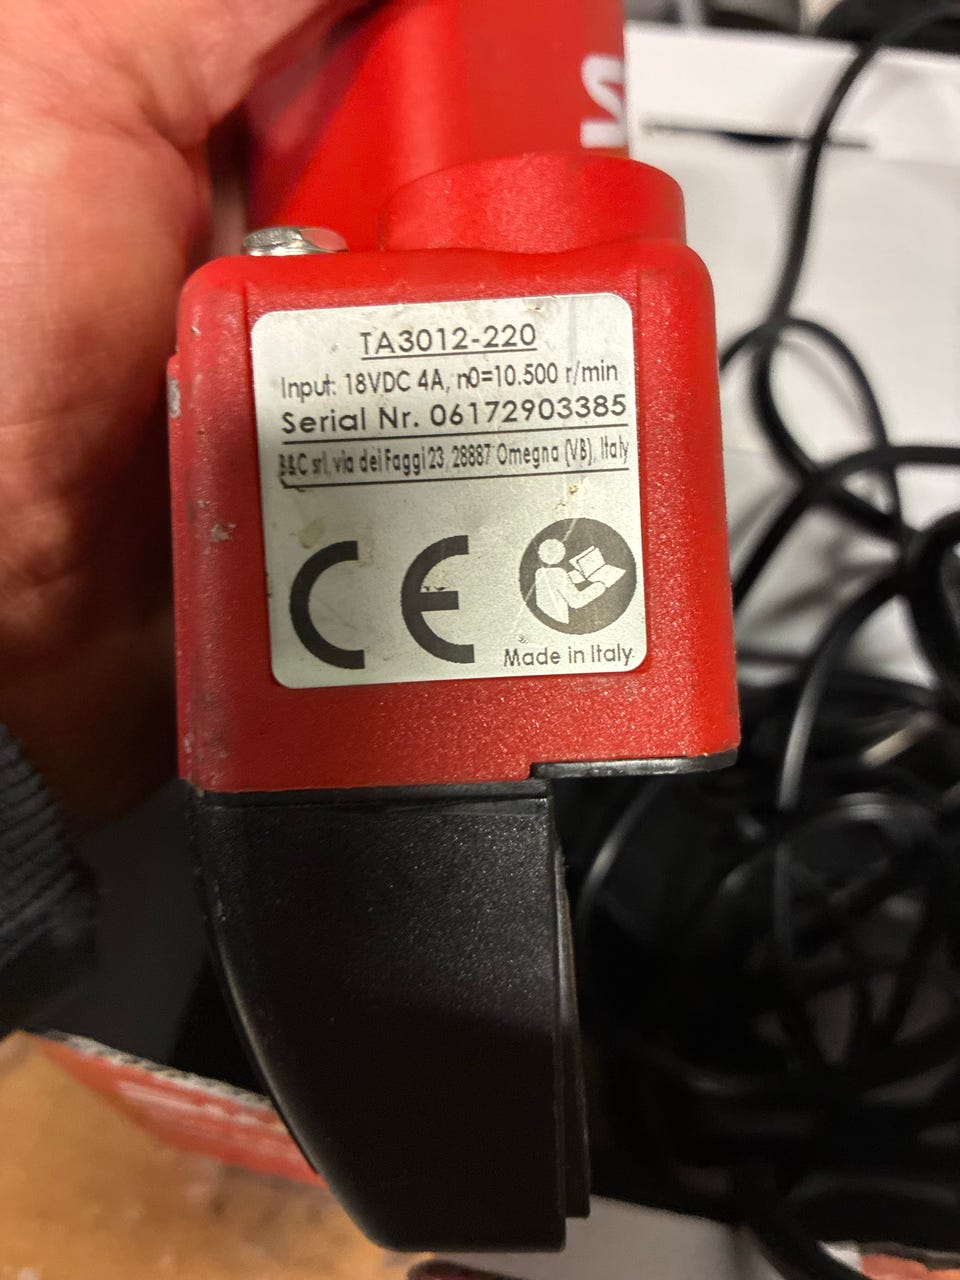 TA3012-220
Input: 18VDC 4A, n0=10.500 r/min
Serial Nr. 06172903385
B&C srl, via dei Faggi 23, 28887 Omegna (VB), Italy
CE
Made in Italy